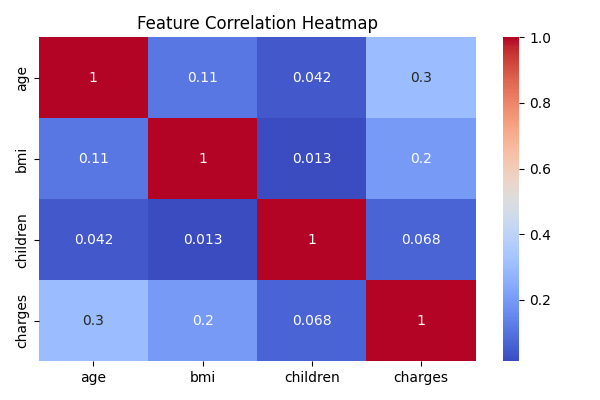 Feature Correlation Heatmap
age 1 0.11 0.042 0.3
bmi 0.11 1 0.013 0.2
children 0.042 0.013 1 0.068
charges 0.3 0.2 0.068 1
age bmi children charges
1.0
0.8
0.6
0.4
0.2